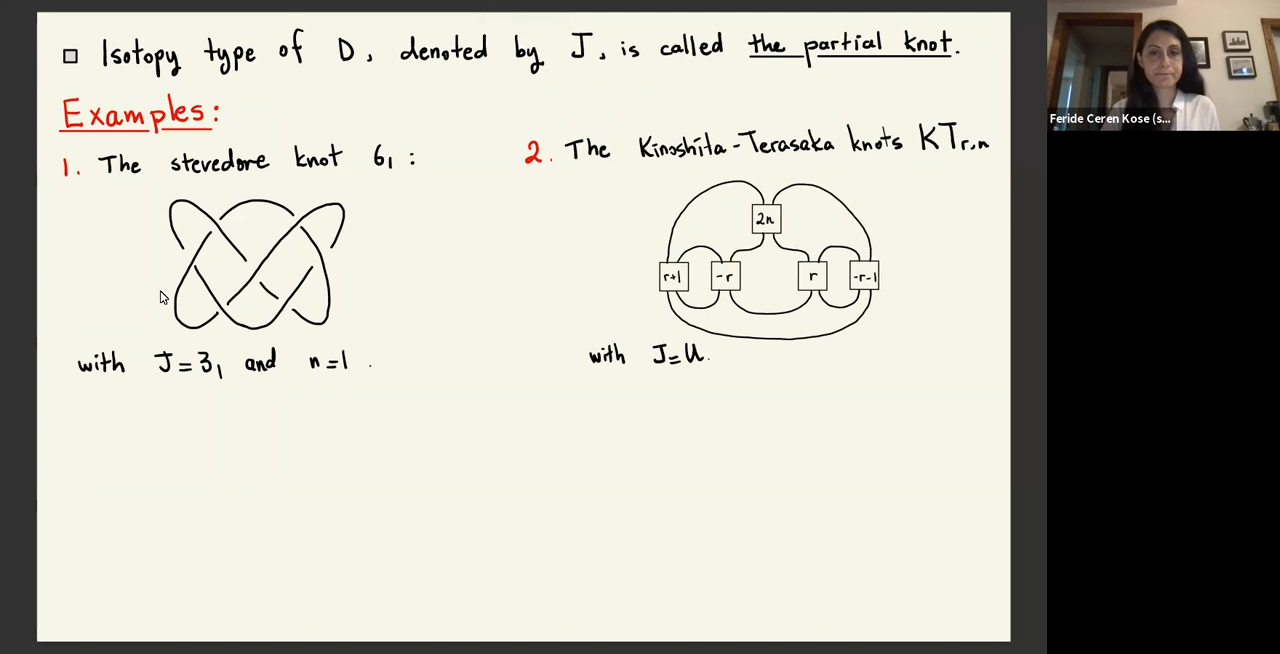 □ Isotopy type of D, denoted by J, is called the partial knot.
Examples:
1. The stevedore knot 6₁ :
with J = 3₁ and n = 1 .
2. The Kinoshita-Terasaka knots KTr,n
2n
r+1 -r r -r-1
with J = U.
Feride Ceren Kose (s...